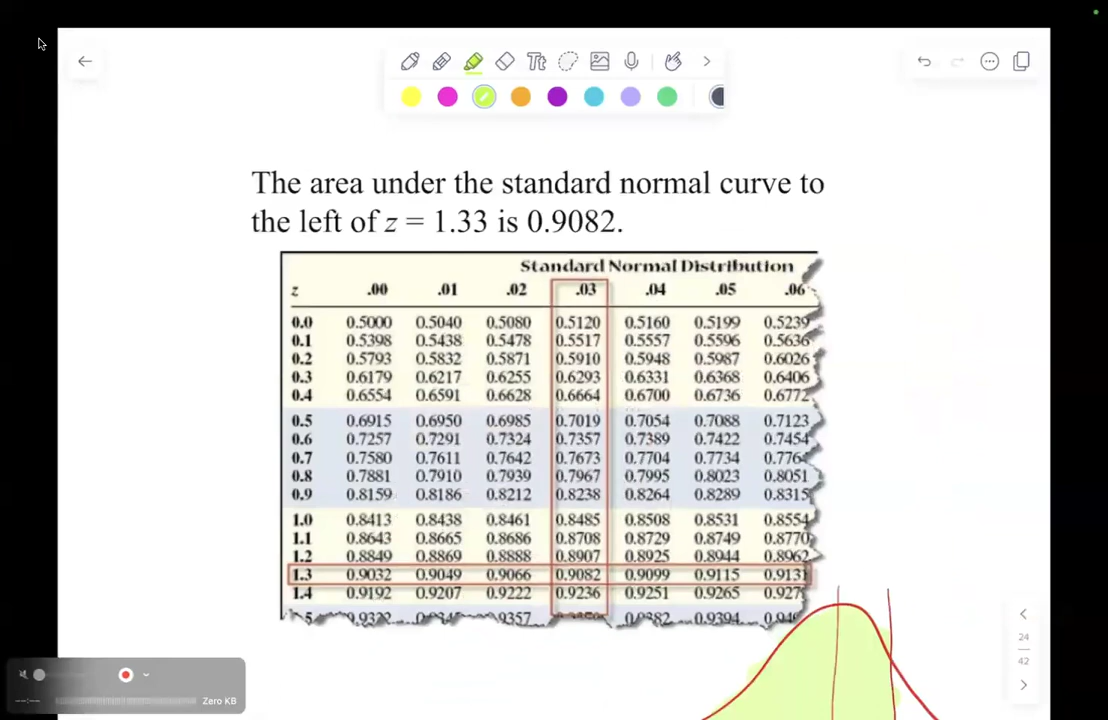 Tt
The area under the standard normal curve to
the left of z = 1.33 is 0.9082.
Standard Normal Distribution
z .00 .01 .02 .03 .04 .05 .06
0.0 0.5000 0.5040 0.5080 0.5120 0.5160 0.5199 0.5239
0.1 0.5398 0.5438 0.5478 0.5517 0.5557 0.5596 0.5636
0.2 0.5793 0.5832 0.5871 0.5910 0.5948 0.5987 0.6026
0.3 0.6179 0.6217 0.6255 0.6293 0.6331 0.6368 0.6406
0.4 0.6554 0.6591 0.6628 0.6664 0.6700 0.6736 0.6772
0.5 0.6915 0.6950 0.6985 0.7019 0.7054 0.7088 0.7123
0.6 0.7257 0.7291 0.7324 0.7357 0.7389 0.7422 0.7454
0.7 0.7580 0.7611 0.7642 0.7673 0.7704 0.7734 0.776
0.8 0.7881 0.7910 0.7939 0.7967 0.7995 0.8023 0.8051
0.9 0.8159 0.8186 0.8212 0.8238 0.8264 0.8289 0.8315
1.0 0.8413 0.8438 0.8461 0.8485 0.8508 0.8531 0.8554
1.1 0.8643 0.8665 0.8686 0.8708 0.8729 0.8749 0.8770
1.2 0.8849 0.8869 0.8888 0.8907 0.8925 0.8944 0.8962
1.3 0.9032 0.9049 0.9066 0.9082 0.9099 0.9115 0.9131
1.4 0.9192 0.9207 0.9222 0.9236 0.9251 0.9265 0.927
0.9394
24
42
Zero KB